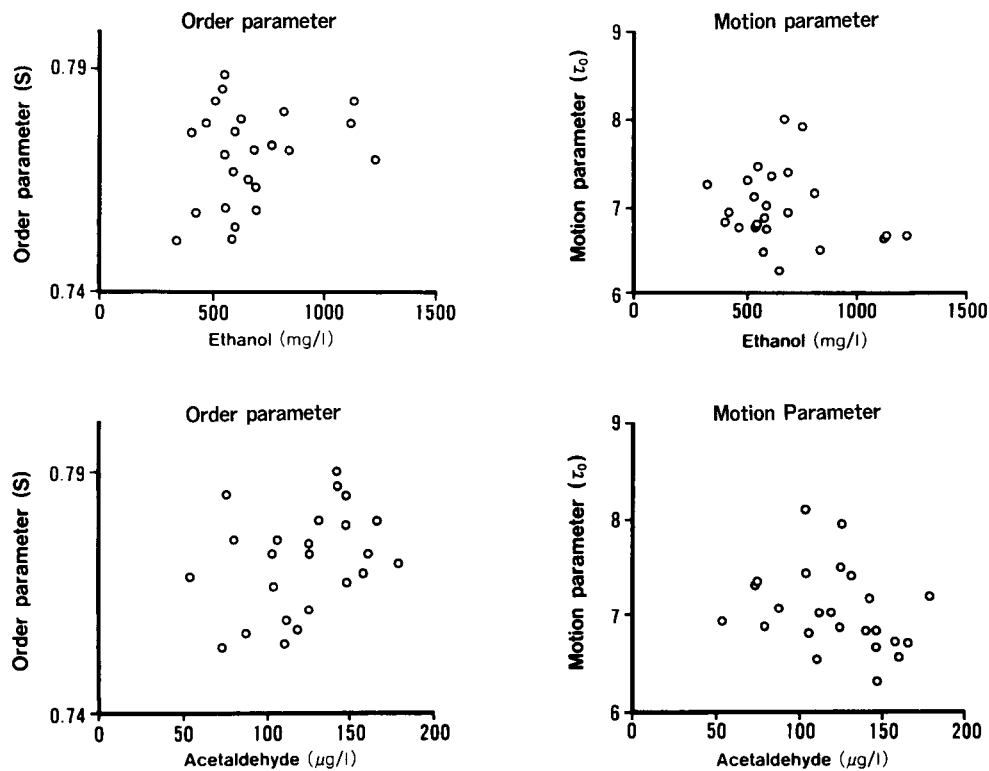 Order parameter
Order parameter (S)
0.79
0.74
0
500
1000
1500
Ethanol (mg/l)
Motion parameter
Motion parameter (τ₀)
9
8
7
6
0
500
1000
1500
Ethanol (mg/l)
Order parameter
Order parameter (S)
0.79
0.74
0
50
100
150
200
Acetaldehyde (μg/l)
Motion Parameter
Motion parameter (τ₀)
9
8
7
6
0
50
100
150
200
Acetaldehyde (μg/l)